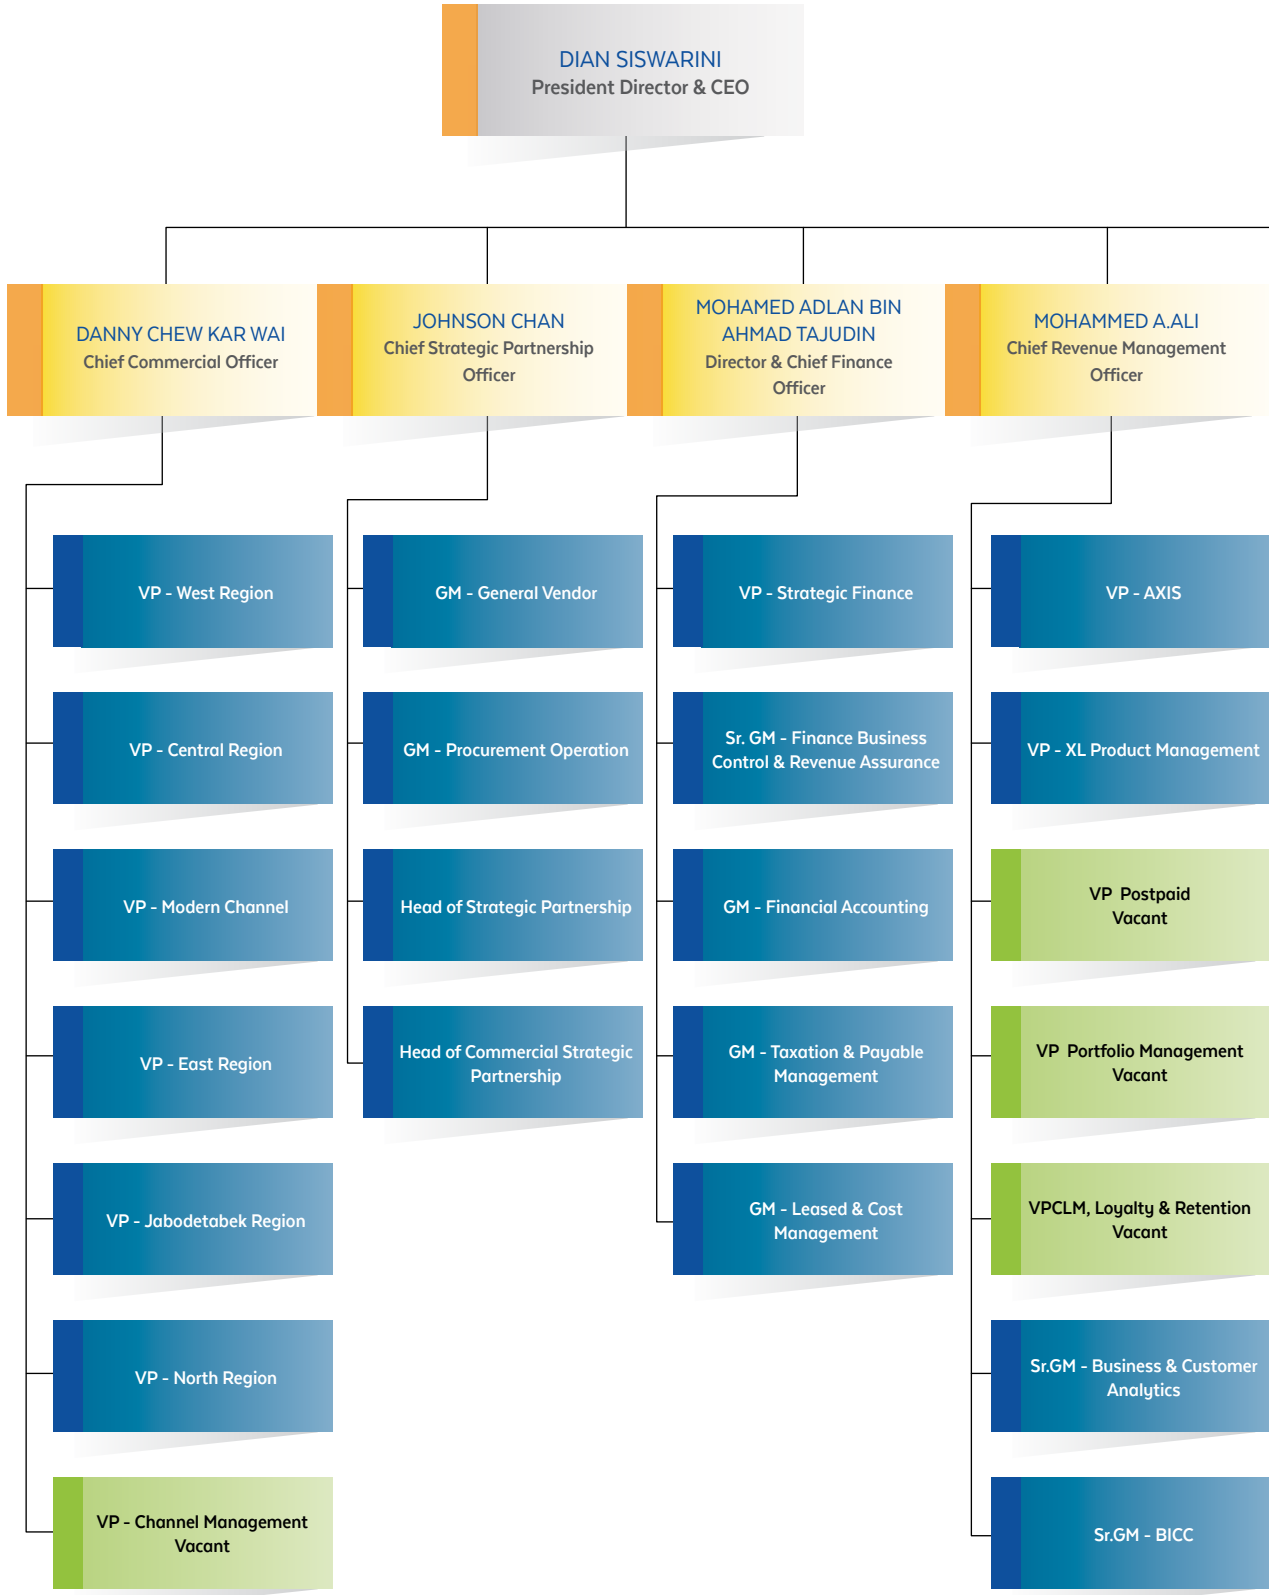 DIAN SISWARINI
President Director & CEO
DANNY CHEW KAR WAI
Chief Commercial Officer
JOHNSON CHAN
Chief Strategic Partnership
Officer
MOHAMED ADLAN BIN
AHMAD TAJUDIN
Director & Chief Finance
Officer
MOHAMMED A.ALI
Chief Revenue Management
Officer
VP - West Region
VP - Central Region
VP - Modern Channel
VP - East Region
VP - Jabodetabek Region
VP - North Region
VP - Channel Management
Vacant
GM - General Vendor
GM - Procurement Operation
Head of Strategic Partnership
Head of Commercial Strategic
Partnership
VP - Strategic Finance
Sr. GM - Finance Business
Control & Revenue Assurance
GM - Financial Accounting
GM - Taxation & Payable
Management
GM - Leased & Cost
Management
VP - AXIS
VP - XL Product Management
VP  Postpaid
Vacant
VP  Portfolio Management
Vacant
VPCLM, Loyalty & Retention
Vacant
Sr.GM - Business & Customer
Analytics
Sr.GM - BICC